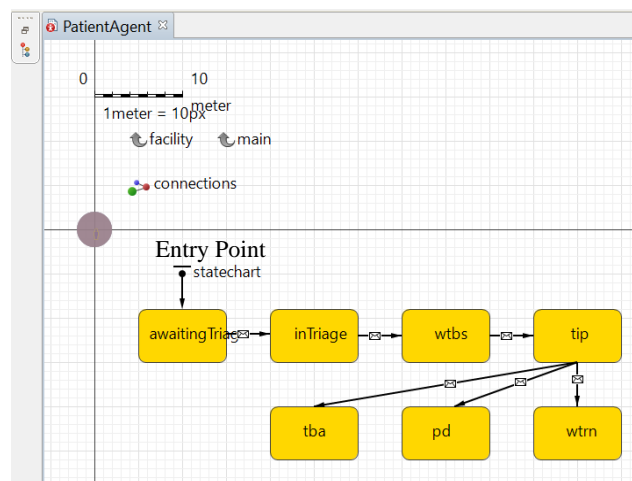 PatientAgent
0 10
meter
1meter = 10px
facility main
connections
Entry Point
statechart
awaitingTriag inTriage wtbs tip
tba pd wtrn